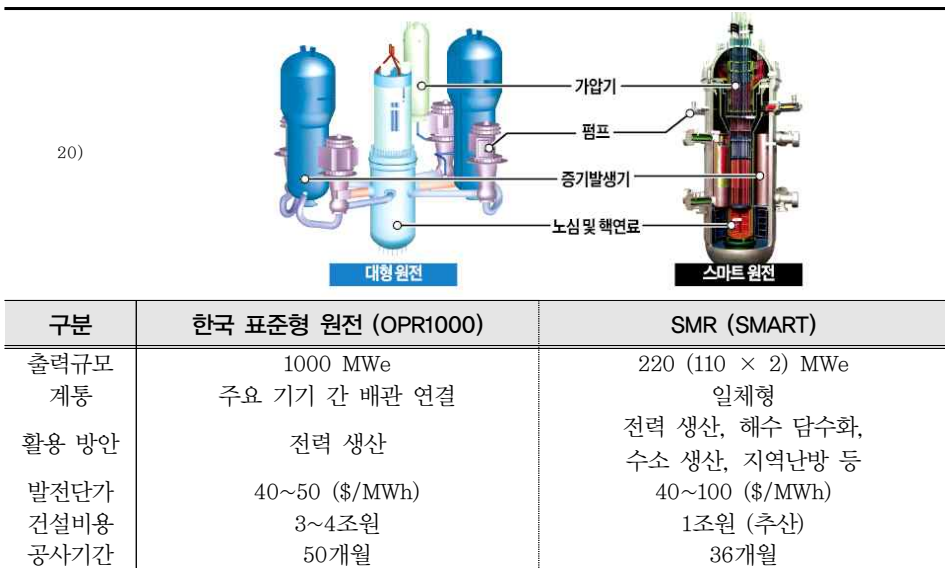 20)
가압기
펌프
증기발생기
노심 및 핵연료
대형 원전
스마트 원전
구분 한국 표준형 원전 (OPR1000) SMR (SMART)
출력규모 1000 MWe 220 (110 × 2) MWe
계통 주요 기기 간 배관 연결 일체형
활용 방안 전력 생산 전력 생산, 해수 담수화,
수소 생산, 지역난방 등
발전단가 40~50 ($/MWh) 40~100 ($/MWh)
건설비용 3~4조원 1조원 (추산)
공사기간 50개월 36개월